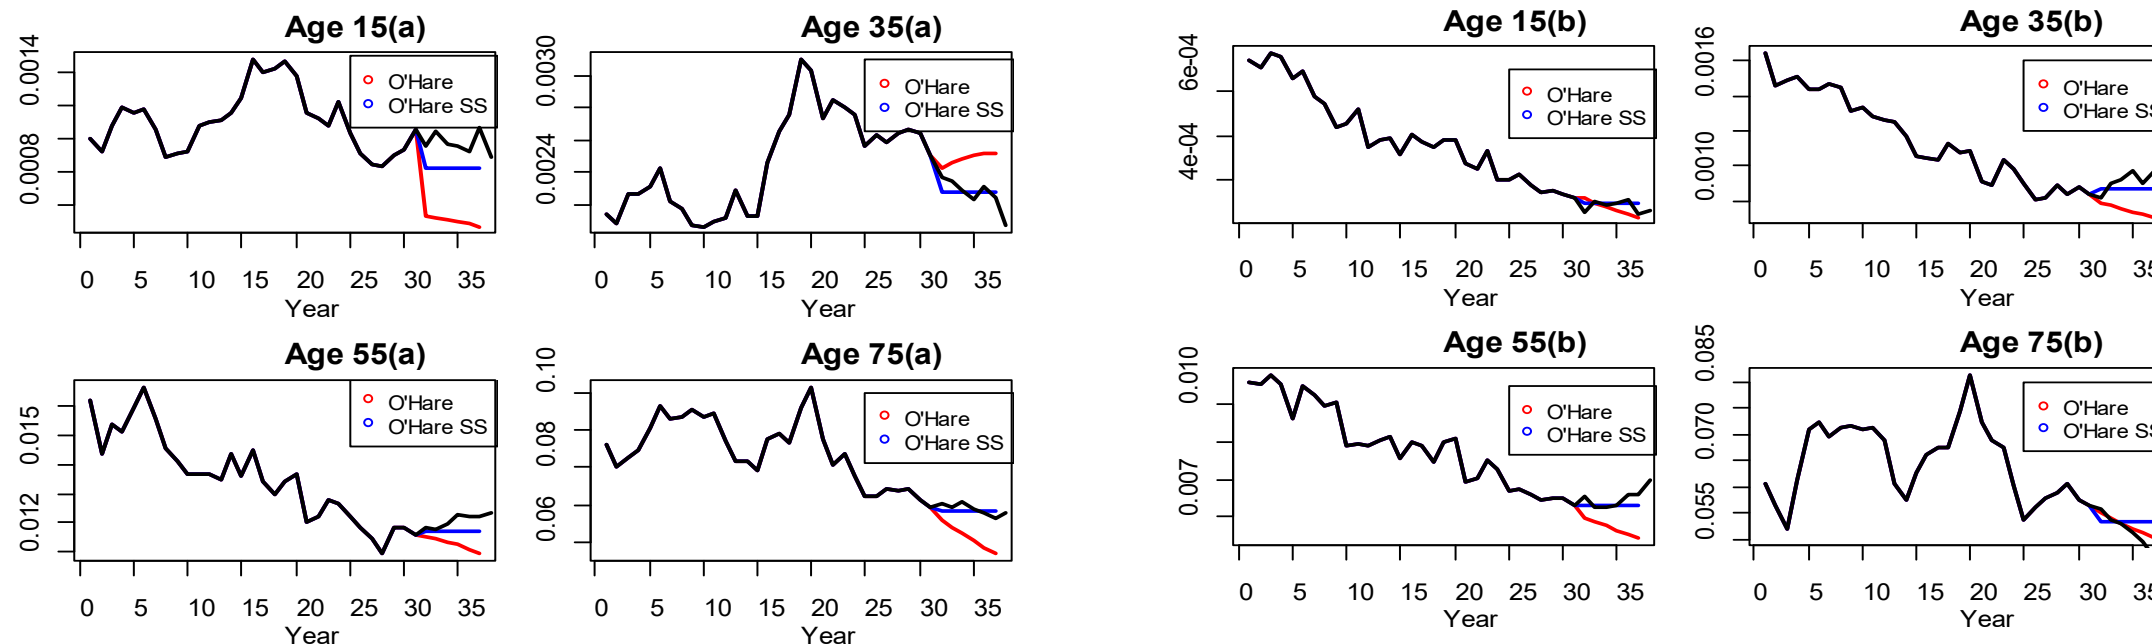 Age 15(a)
0.0014
0.0008
O'Hare
O'Hare SS
0 5 10 15 20 25 30 35
Year
Age 35(a)
0.0030
0.0024
O'Hare
O'Hare SS
0 5 10 15 20 25 30 35
Year
Age 15(b)
6e-04
4e-04
O'Hare
O'Hare SS
0 5 10 15 20 25 30 35
Year
Age 35(b)
0.0016
0.0010
O'Hare
O'Hare SS
0 5 10 15 20 25 30 35
Year
Age 55(a)
0.015
0.012
O'Hare
O'Hare SS
0 5 10 15 20 25 30 35
Year
Age 75(a)
0.10
0.08
0.06
O'Hare
O'Hare SS
0 5 10 15 20 25 30 35
Year
Age 55(b)
0.010
0.007
O'Hare
O'Hare SS
0 5 10 15 20 25 30 35
Year
Age 75(b)
0.085
0.070
0.055
O'Hare
O'Hare SS
0 5 10 15 20 25 30 35
Year